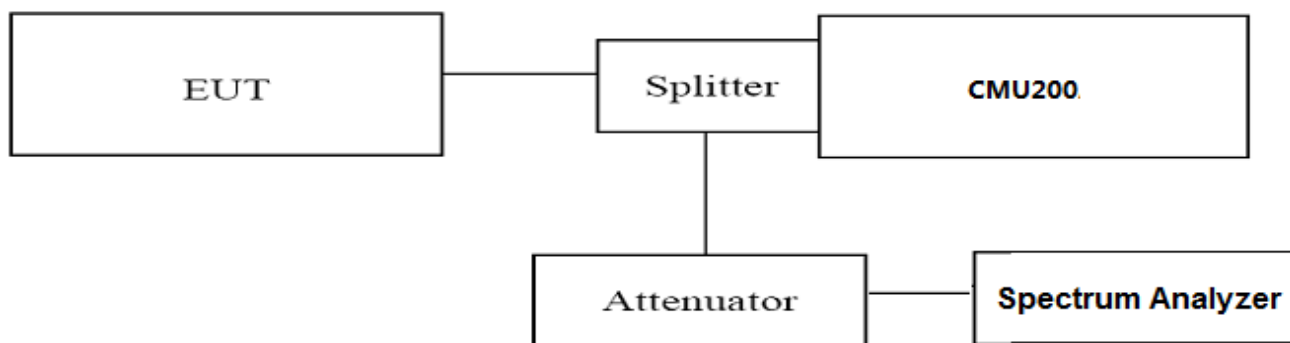 EUT
Splitter
CMU200
Attenuator
Spectrum Analyzer